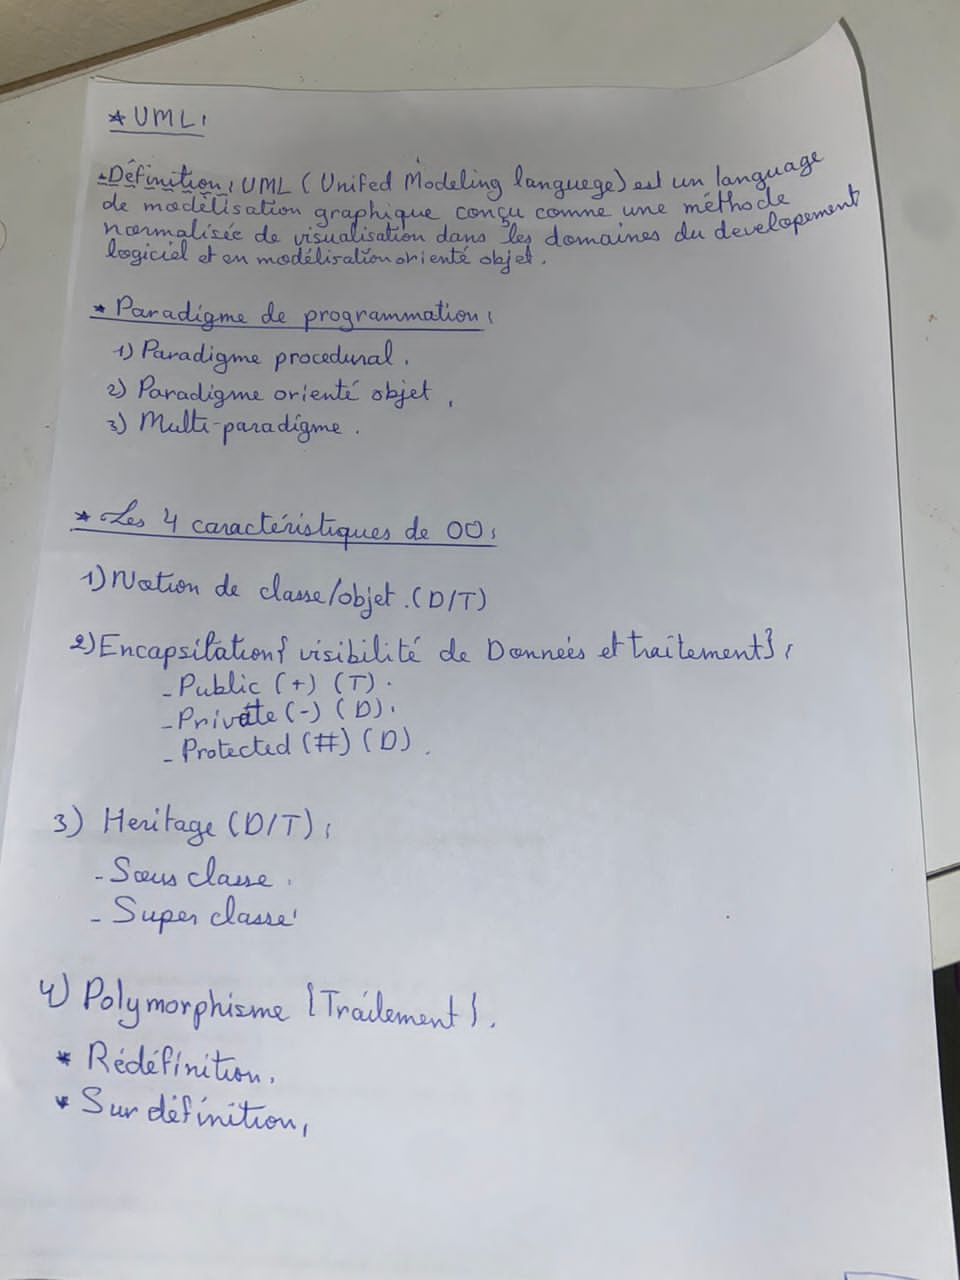 * UML:
- Définition: UML (Unifed Modeling languege) est un language
de modélisation graphique conçu comme une méthode
normalisée de visualisation dans les domaines du developement
logiciel et en modélisation orienté objet.
* Paradigme de programmation:
1) Paradigme procedural.
2) Paradigme orienté objet.
3) Multi-paradigme.
* Les 4 caractéristiques de OO:
1) Notion de classe/objet. (D/T)
2) Encapsilation{ visibilité de Données et traitement}:
- Public (+) (T).
- Private (-) (D).
- Protected (#) (D).
3) Heritage (D/T):
- Sous classe.
- Super classe
4) Polymorphisme {Traitement}.
* Rédéfinition.
* Sur définition,